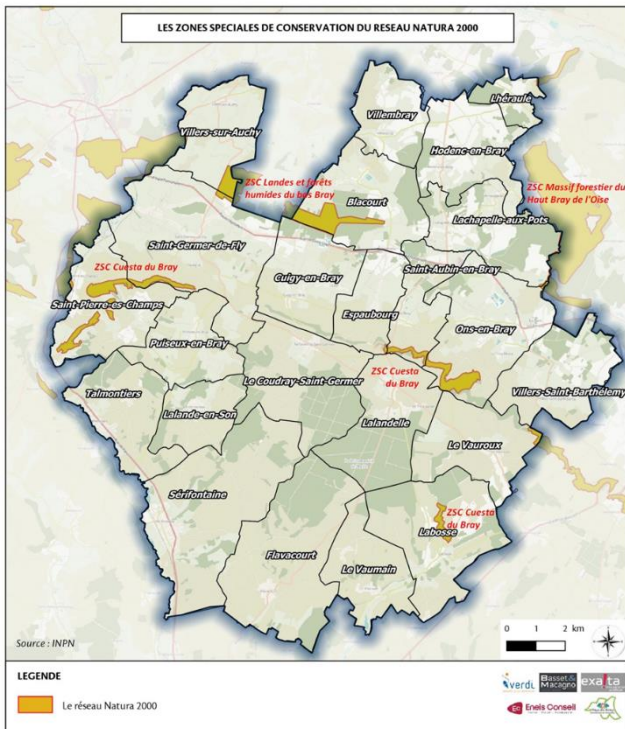 LES ZONES SPECIALES DE CONSERVATION DU RESEAU NATURA 2000
Lhéraule
Villembray
Villers-sur-Auchy
Hodenc-en-Bray
ZSC Landes et forêts
humides du bas Bray
ZSC Massif forestier du
Haut Bray de l'Oise
Blacourt
Lachapelle-aux-Pots
Saint-Germer-de-Fly
ZSC Cuesta du Bray
Cuigy-en-Bray
Saint-Aubin-en-Bray
Saint-Pierre-es-Champs
Espaubourg
Ons-en-Bray
Puiseux-en-Bray
ZSC Cuesta
du Bray
Le Coudray-Saint-Germer
Talmontiers
Villers-Saint-Barthélemy
Lalande-en-Son
Lalandelle
Le Vauroux
Sérifontaine
ZSC Cuesta
du Bray
Labosse
Flavacourt
Le Vaumain
0 1 2 km
Source : INPN
LEGENDE
Le réseau Natura 2000
verdi
Basset &
Macagno
exalta
Ec Eneis Conseil